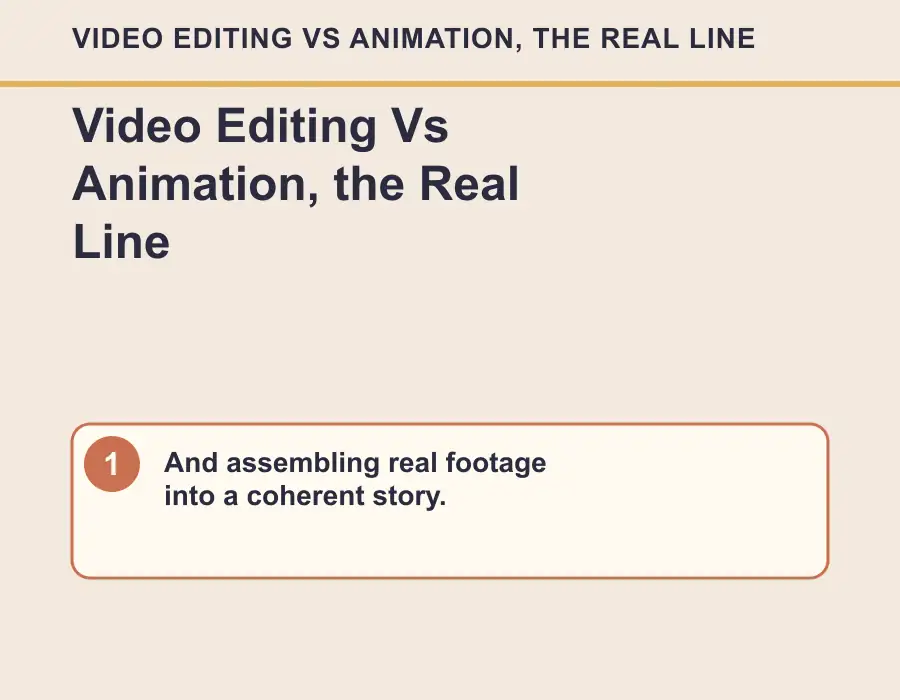 VIDEO EDITING VS ANIMATION, THE REAL LINE
Video Editing Vs
Animation, the Real
Line
1
And assembling real footage
into a coherent story.